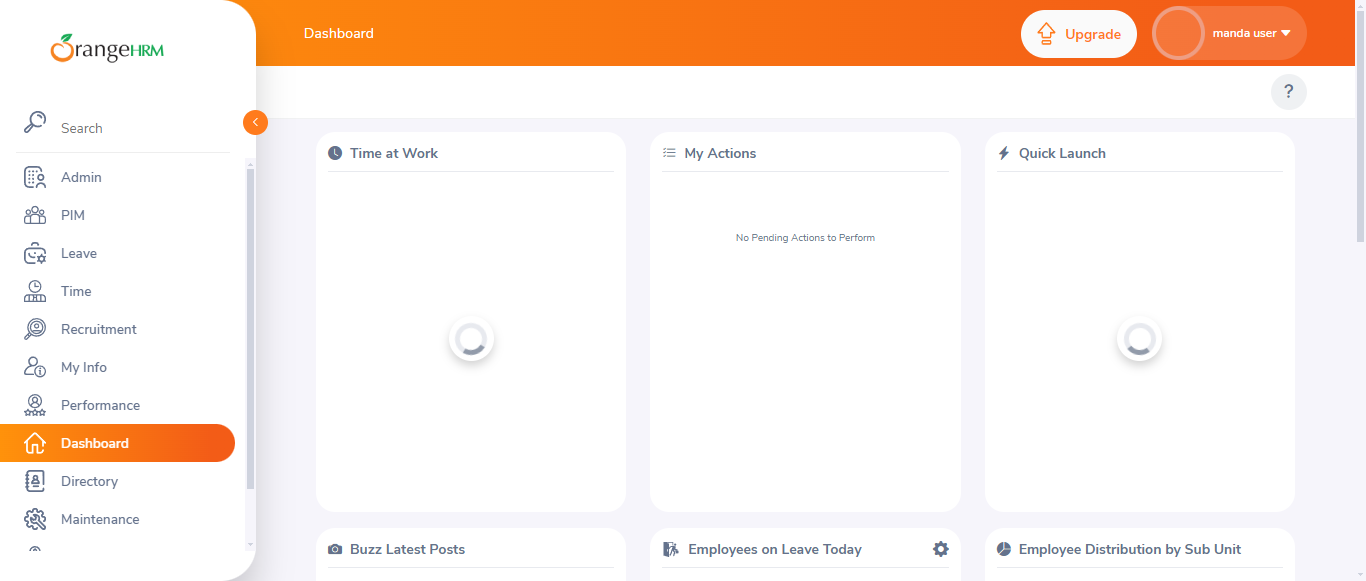 OrangeHRM
Dashboard
Upgrade
manda user
?
Search
Admin
PIM
Leave
Time
Recruitment
My Info
Performance
Dashboard
Directory
Maintenance
Time at Work
My Actions
No Pending Actions to Perform
Quick Launch
Buzz Latest Posts
Employees on Leave Today
Employee Distribution by Sub Unit